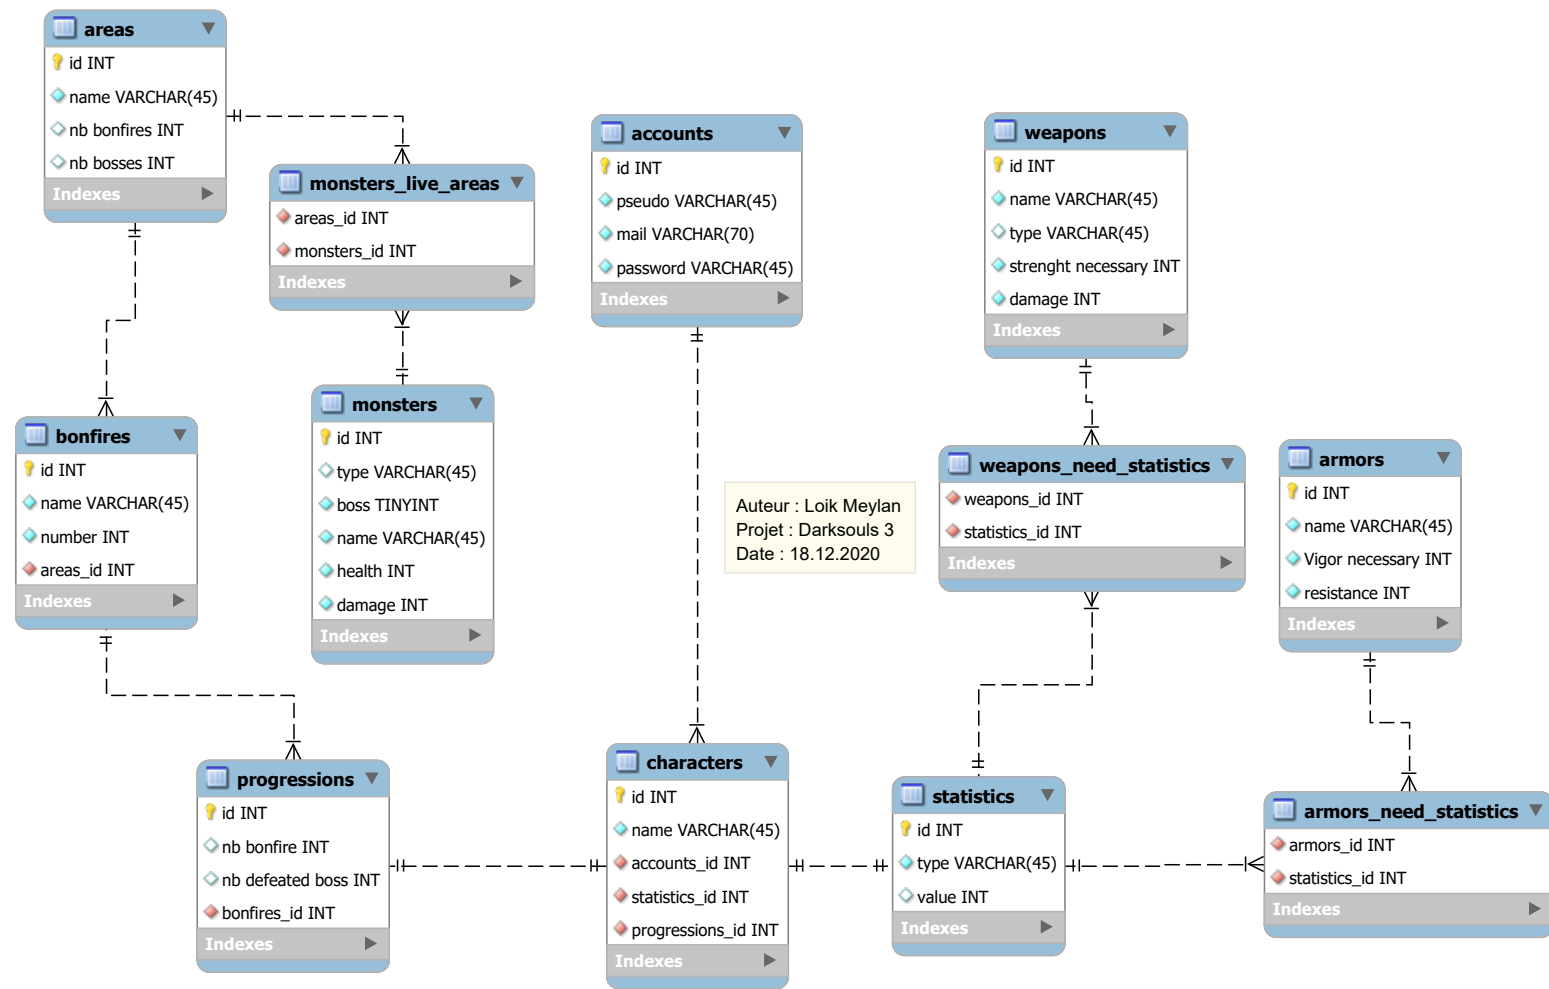 areas
id INT
name VARCHAR(45)
nb bonfires INT
nb bosses INT
Indexes
monsters_live_areas
areas_id INT
monsters_id INT
Indexes
accounts
id INT
pseudo VARCHAR(45)
mail VARCHAR(70)
password VARCHAR(45)
Indexes
weapons
id INT
name VARCHAR(45)
type VARCHAR(45)
strenght necessary INT
damage INT
Indexes
bonfires
id INT
name VARCHAR(45)
number INT
areas_id INT
Indexes
monsters
id INT
type VARCHAR(45)
boss TINYINT
name VARCHAR(45)
health INT
damage INT
Indexes
Auteur : Loik Meylan
Projet : Darksouls 3
Date : 18.12.2020
weapons_need_statistics
weapons_id INT
statistics_id INT
Indexes
armors
id INT
name VARCHAR(45)
Vigor necessary INT
resistance INT
Indexes
progressions
id INT
nb bonfire INT
nb defeated boss INT
bonfires_id INT
Indexes
characters
id INT
name VARCHAR(45)
accounts_id INT
statistics_id INT
progressions_id INT
Indexes
statistics
id INT
type VARCHAR(45)
value INT
Indexes
armors_need_statistics
armors_id INT
statistics_id INT
Indexes